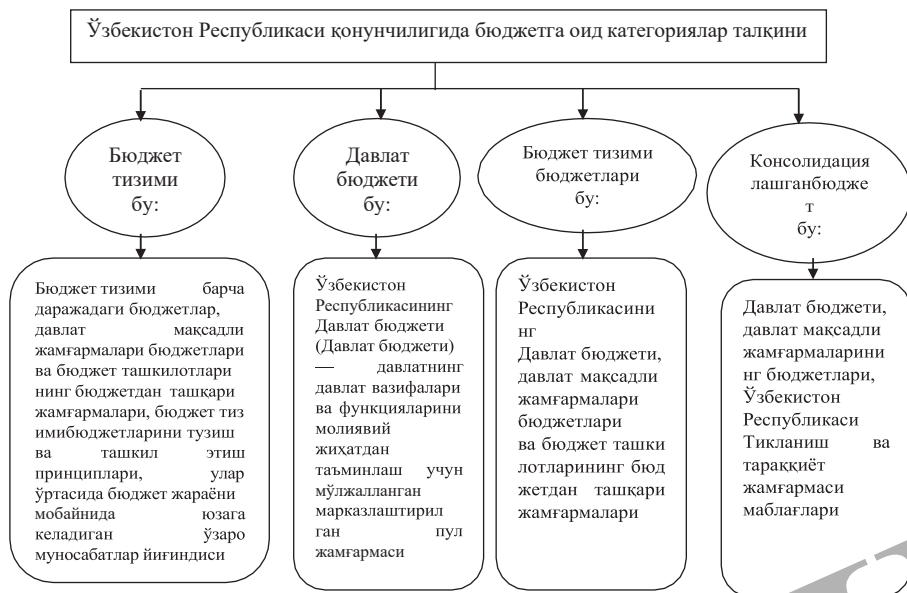 Ўзбекистон Республикаси қонунчилигида бюджетга оид категориялар талқини
Бюджет
тизими
бу:
Давлат
бюджети
бу:
Бюджет тизими
бюджетлари
бу:
Консолидация
лашганбюдже
т
бу:
Бюджет тизими барча
даражадаги бюджетлар,
давлат мақсадли
жамғармалари бюджетлари
ва бюджет ташкилотлари
нинг бюджетдан ташқари
жамғармалари, бюджет тиз
имибюджетларини тузиш
ва ташкил этиш
принциплари, улар
ўртасида бюджет жараёни
мобайнида юзага
келадиган ўзаро
муносабатлар йиғиндиси
Ўзбекистон
Республикасининг
Давлат бюджети
(Давлат бюджети)
— давлатнинг
давлат вазифалари
ва функцияларини
молиявий
жиҳатдан
таъминлаш учун
мўлжалланган
марказлаштирил
ган пул
жамғармаси
Ўзбекистон
Республикасини
нг
Давлат бюджети,
давлат мақсадли
жамғармалари
бюджетлари
ва бюджет ташки
лотларининг бюд
жетдан ташқари
жамғармалари
Давлат бюджети,
давлат мақсадли
жамғармаларини
нг бюджетлари,
Ўзбекистон
Республикаси
Тикланиш ва
тараққиёт
жамғармаси
маблағлари